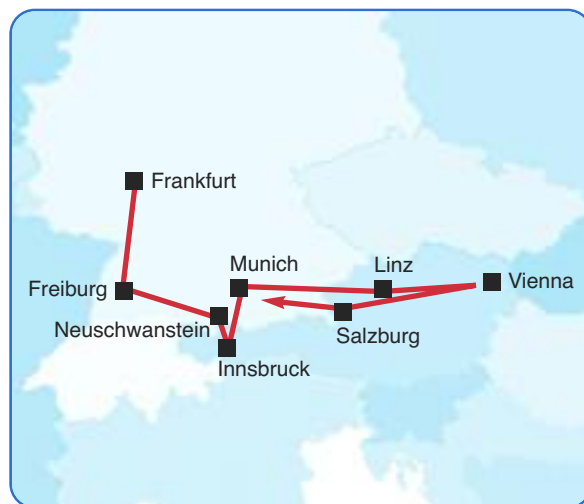 Frankfurt
Munich
Linz
Vienna
Freiburg
Neuschwanstein
Salzburg
Innsbruck